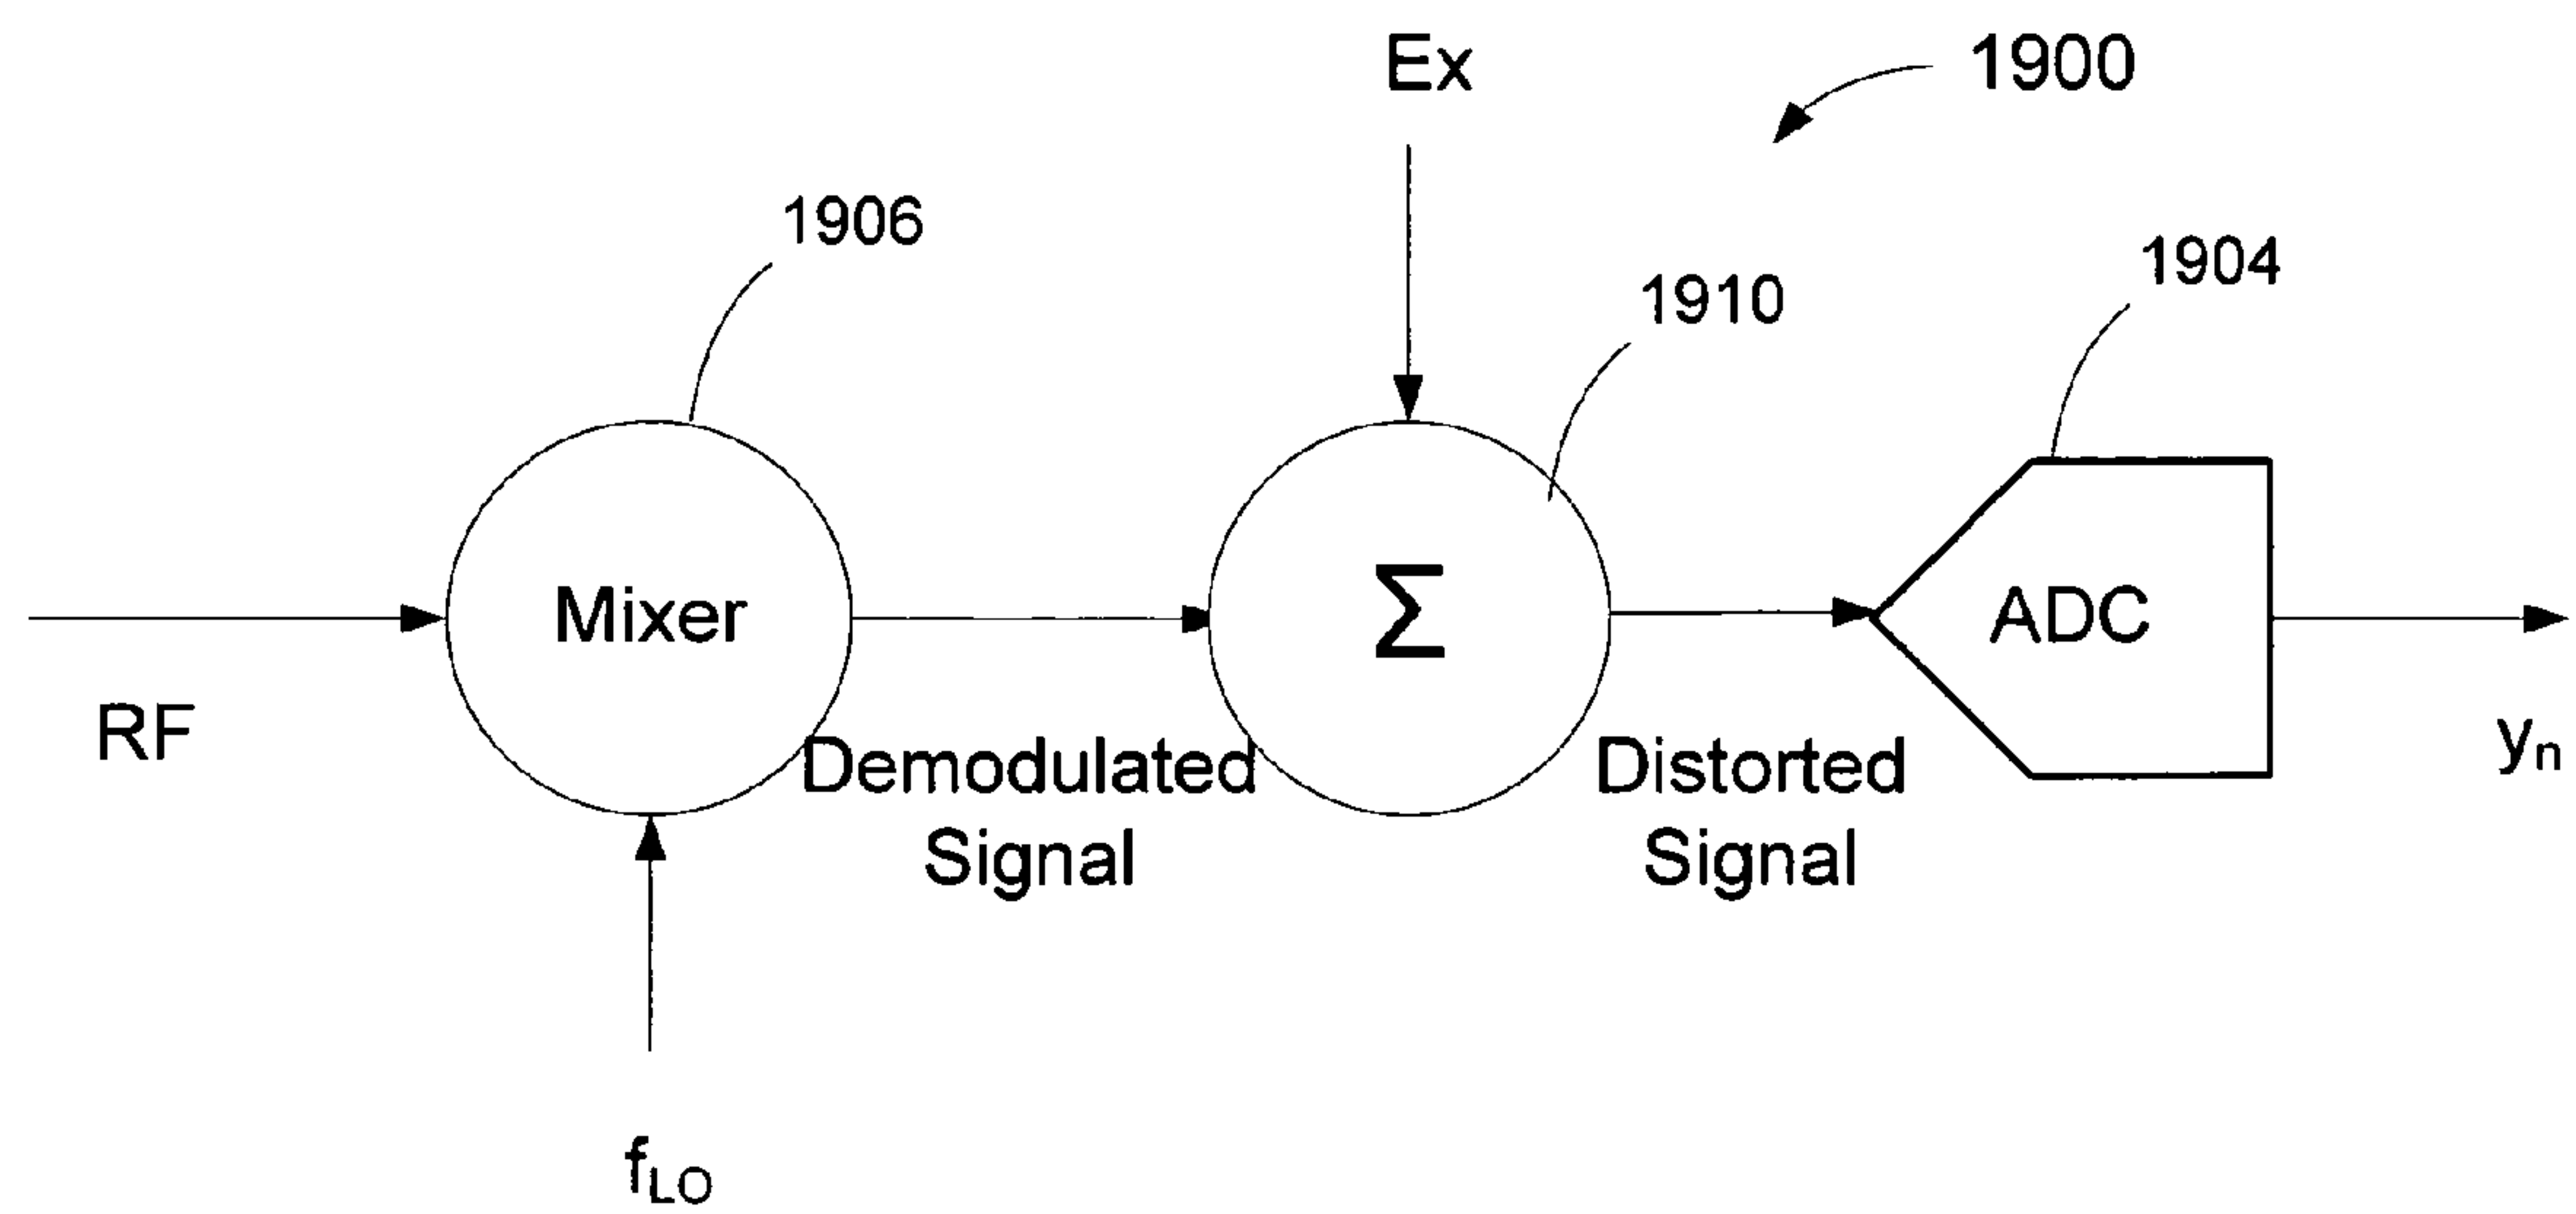 Ex
1900
1906
1910
1904
Mixer
Σ
ADC
RF
Demodulated
Signal
Distorted
Signal
yn
fLO